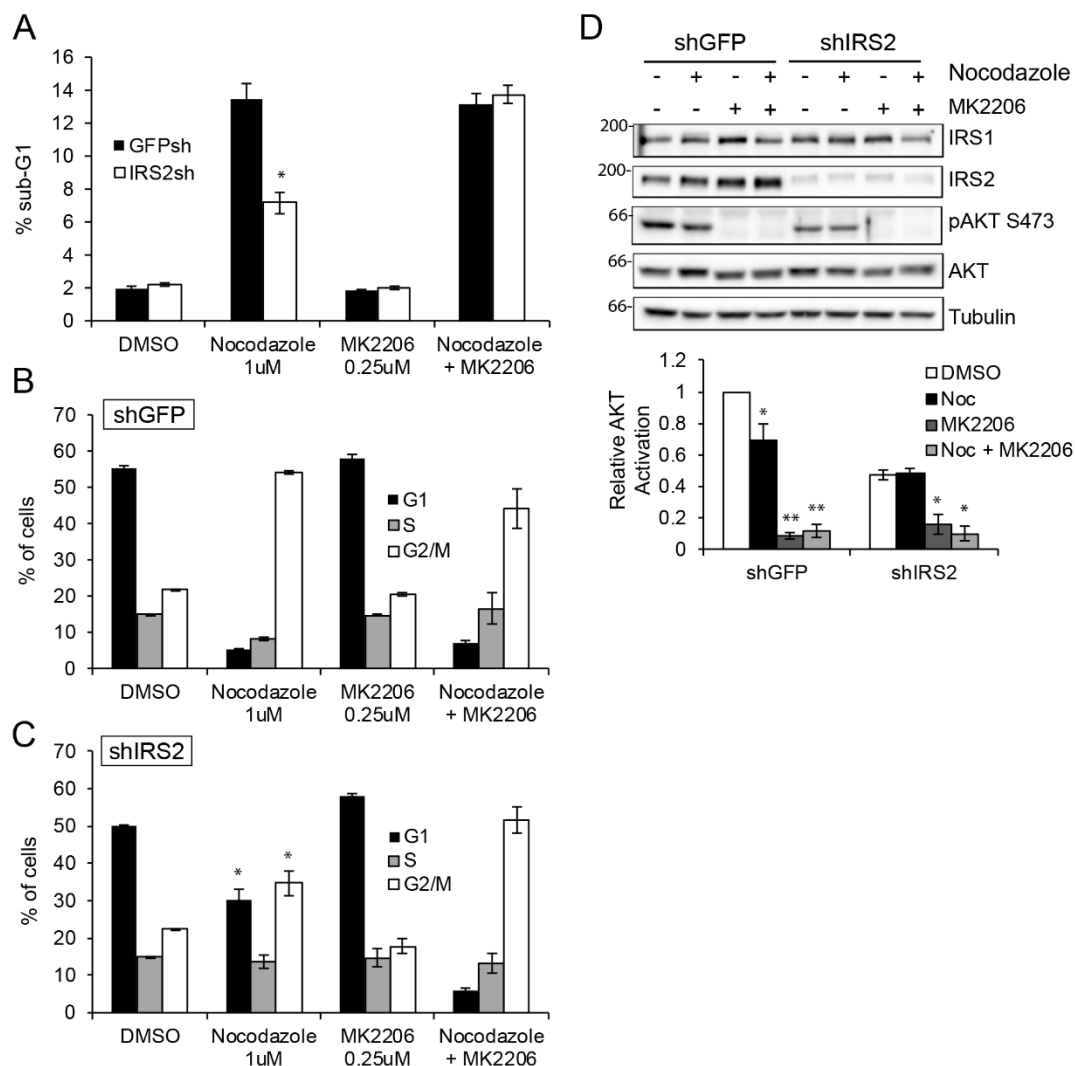 A
16
14
12
10
8
6
4
2
0
% sub-G1
GFPsh
IRS2sh
*
DMSO
Nocodazole
1uM
MK2206
0.25uM
Nocodazole
+ MK2206
B
shGFP
70
60
50
40
30
20
10
0
% of cells
G1
S
G2/M
DMSO
Nocodazole
1uM
MK2206
0.25uM
Nocodazole
+ MK2206
C
shIRS2
70
60
50
40
30
20
10
0
% of cells
* *
G1
S
G2/M
DMSO
Nocodazole
1uM
MK2206
0.25uM
Nocodazole
+ MK2206
D
shGFP shIRS2
- + - + - + - + Nocodazole
- - + + - - + + MK2206
200- IRS1
200- IRS2
66- pAKT S473
66- AKT
66- Tubulin
1.2
1
0.8
0.6
0.4
0.2
0
Relative AKT
Activation
DMSO
Noc
MK2206
Noc + MK2206
* ** ** * *
shGFP shIRS2